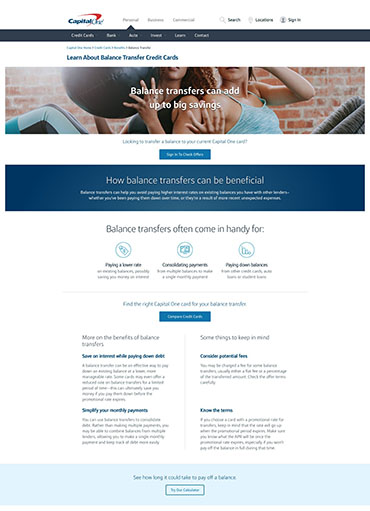 Capital One
Personal Business Commercial Search Locations Sign In
Credit Cards Bank Auto Invest Learn Contact
Learn About Balance Transfer Credit Cards
Balance transfers can add
up to big savings
Looking to transfer a balance to your current Capital One card?
Sign In To Check Offers
How balance transfers can be beneficial
Balance transfers can help you avoid paying higher interest rates on existing balances you have with other lenders–
whether you've been paying them down over time, or they're a result of more recent unexpected expenses.
Balance transfers often come in handy for:
Paying a lower rate
on existing balances, possibly
saving you money on interest
Consolidating payments
from multiple balances to make
a single monthly payment
Paying down balances
from other credit cards, auto
loans or student loans
Find the right Capital One card for your balance transfer.
Compare Credit Cards
More on the benefits of balance
transfers
Save on interest while paying down debt
A balance transfer can be an effective way to pay
down an existing balance at a lower, more
manageable rate. Some cards may even offer a
reduced rate on balance transfers for a limited
period of time—this can ultimately save you
money if you pay them down before the
promotional rate expires.
Simplify your monthly payments
You can use balance transfers to consolidate
debt. Rather than making multiple payments, you
may be able to combine balances from multiple
lenders, allowing you to make a single monthly
payment and keep track of debt more easily.
Some things to keep in mind
Consider potential fees
You may be charged a fee for some balance
transfers, usually either a flat fee or a percentage
of the transferred amount. Check the offer terms
carefully.
Know the terms
If you choose a card with a promotional rate for
transfers, keep in mind that the rate will go up
when the promotional period expires. Make sure
you know what the APR will be once the
promotional rate expires, especially if you won't
pay off the balance in full during that time.
See how long it could take to pay off a balance.
Try Our Calculator